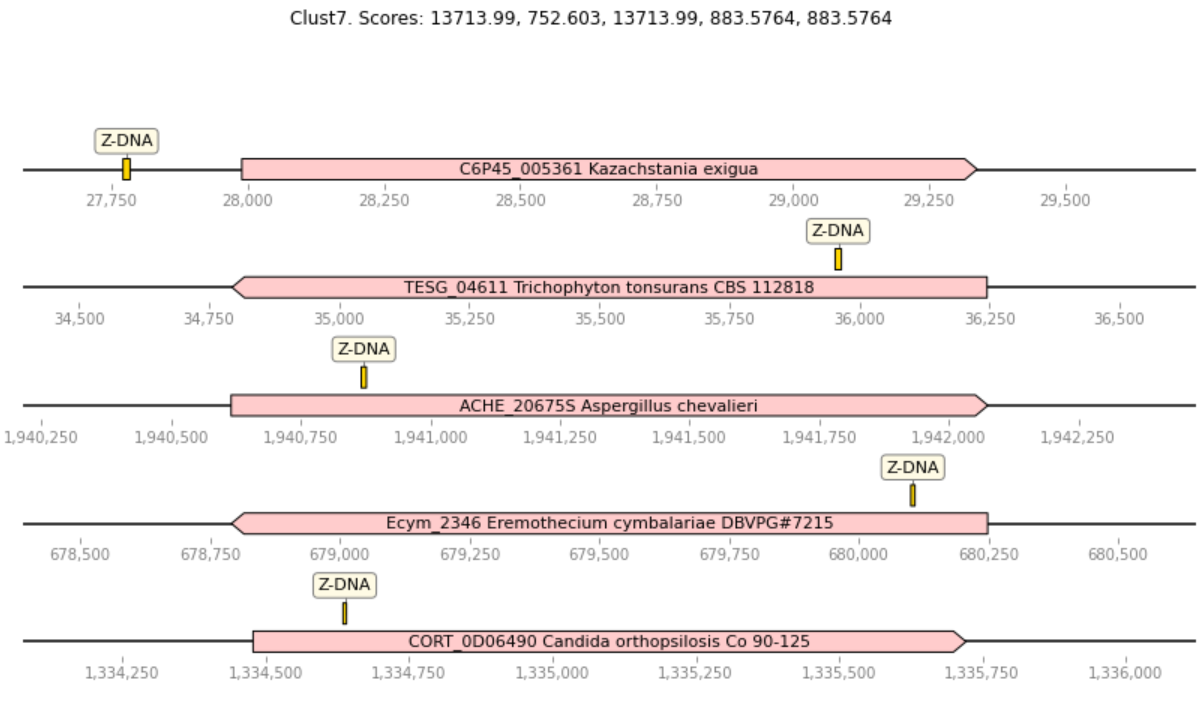 Clust7. Scores: 13713.99, 752.603, 13713.99, 883.5764, 883.5764
Z-DNA
C6P45_005361 Kazachstania exigua
27,750 28,000 28,250 28,500 28,750 29,000 29,250 29,500
Z-DNA
TESG_04611 Trichophyton tonsurans CBS 112818
34,500 34,750 35,000 35,250 35,500 35,750 36,000 36,250 36,500
Z-DNA
ACHE_20675S Aspergillus chevalieri
1,940,250 1,940,500 1,940,750 1,941,000 1,941,250 1,941,500 1,941,750 1,942,000 1,942,250
Z-DNA
Ecym_2346 Eremothecium cymbalariae DBVPG#7215
678,500 678,750 679,000 679,250 679,500 679,750 680,000 680,250 680,500
Z-DNA
CORT_0D06490 Candida orthopsilosis Co 90-125
1,334,250 1,334,500 1,334,750 1,335,000 1,335,250 1,335,500 1,335,750 1,336,000